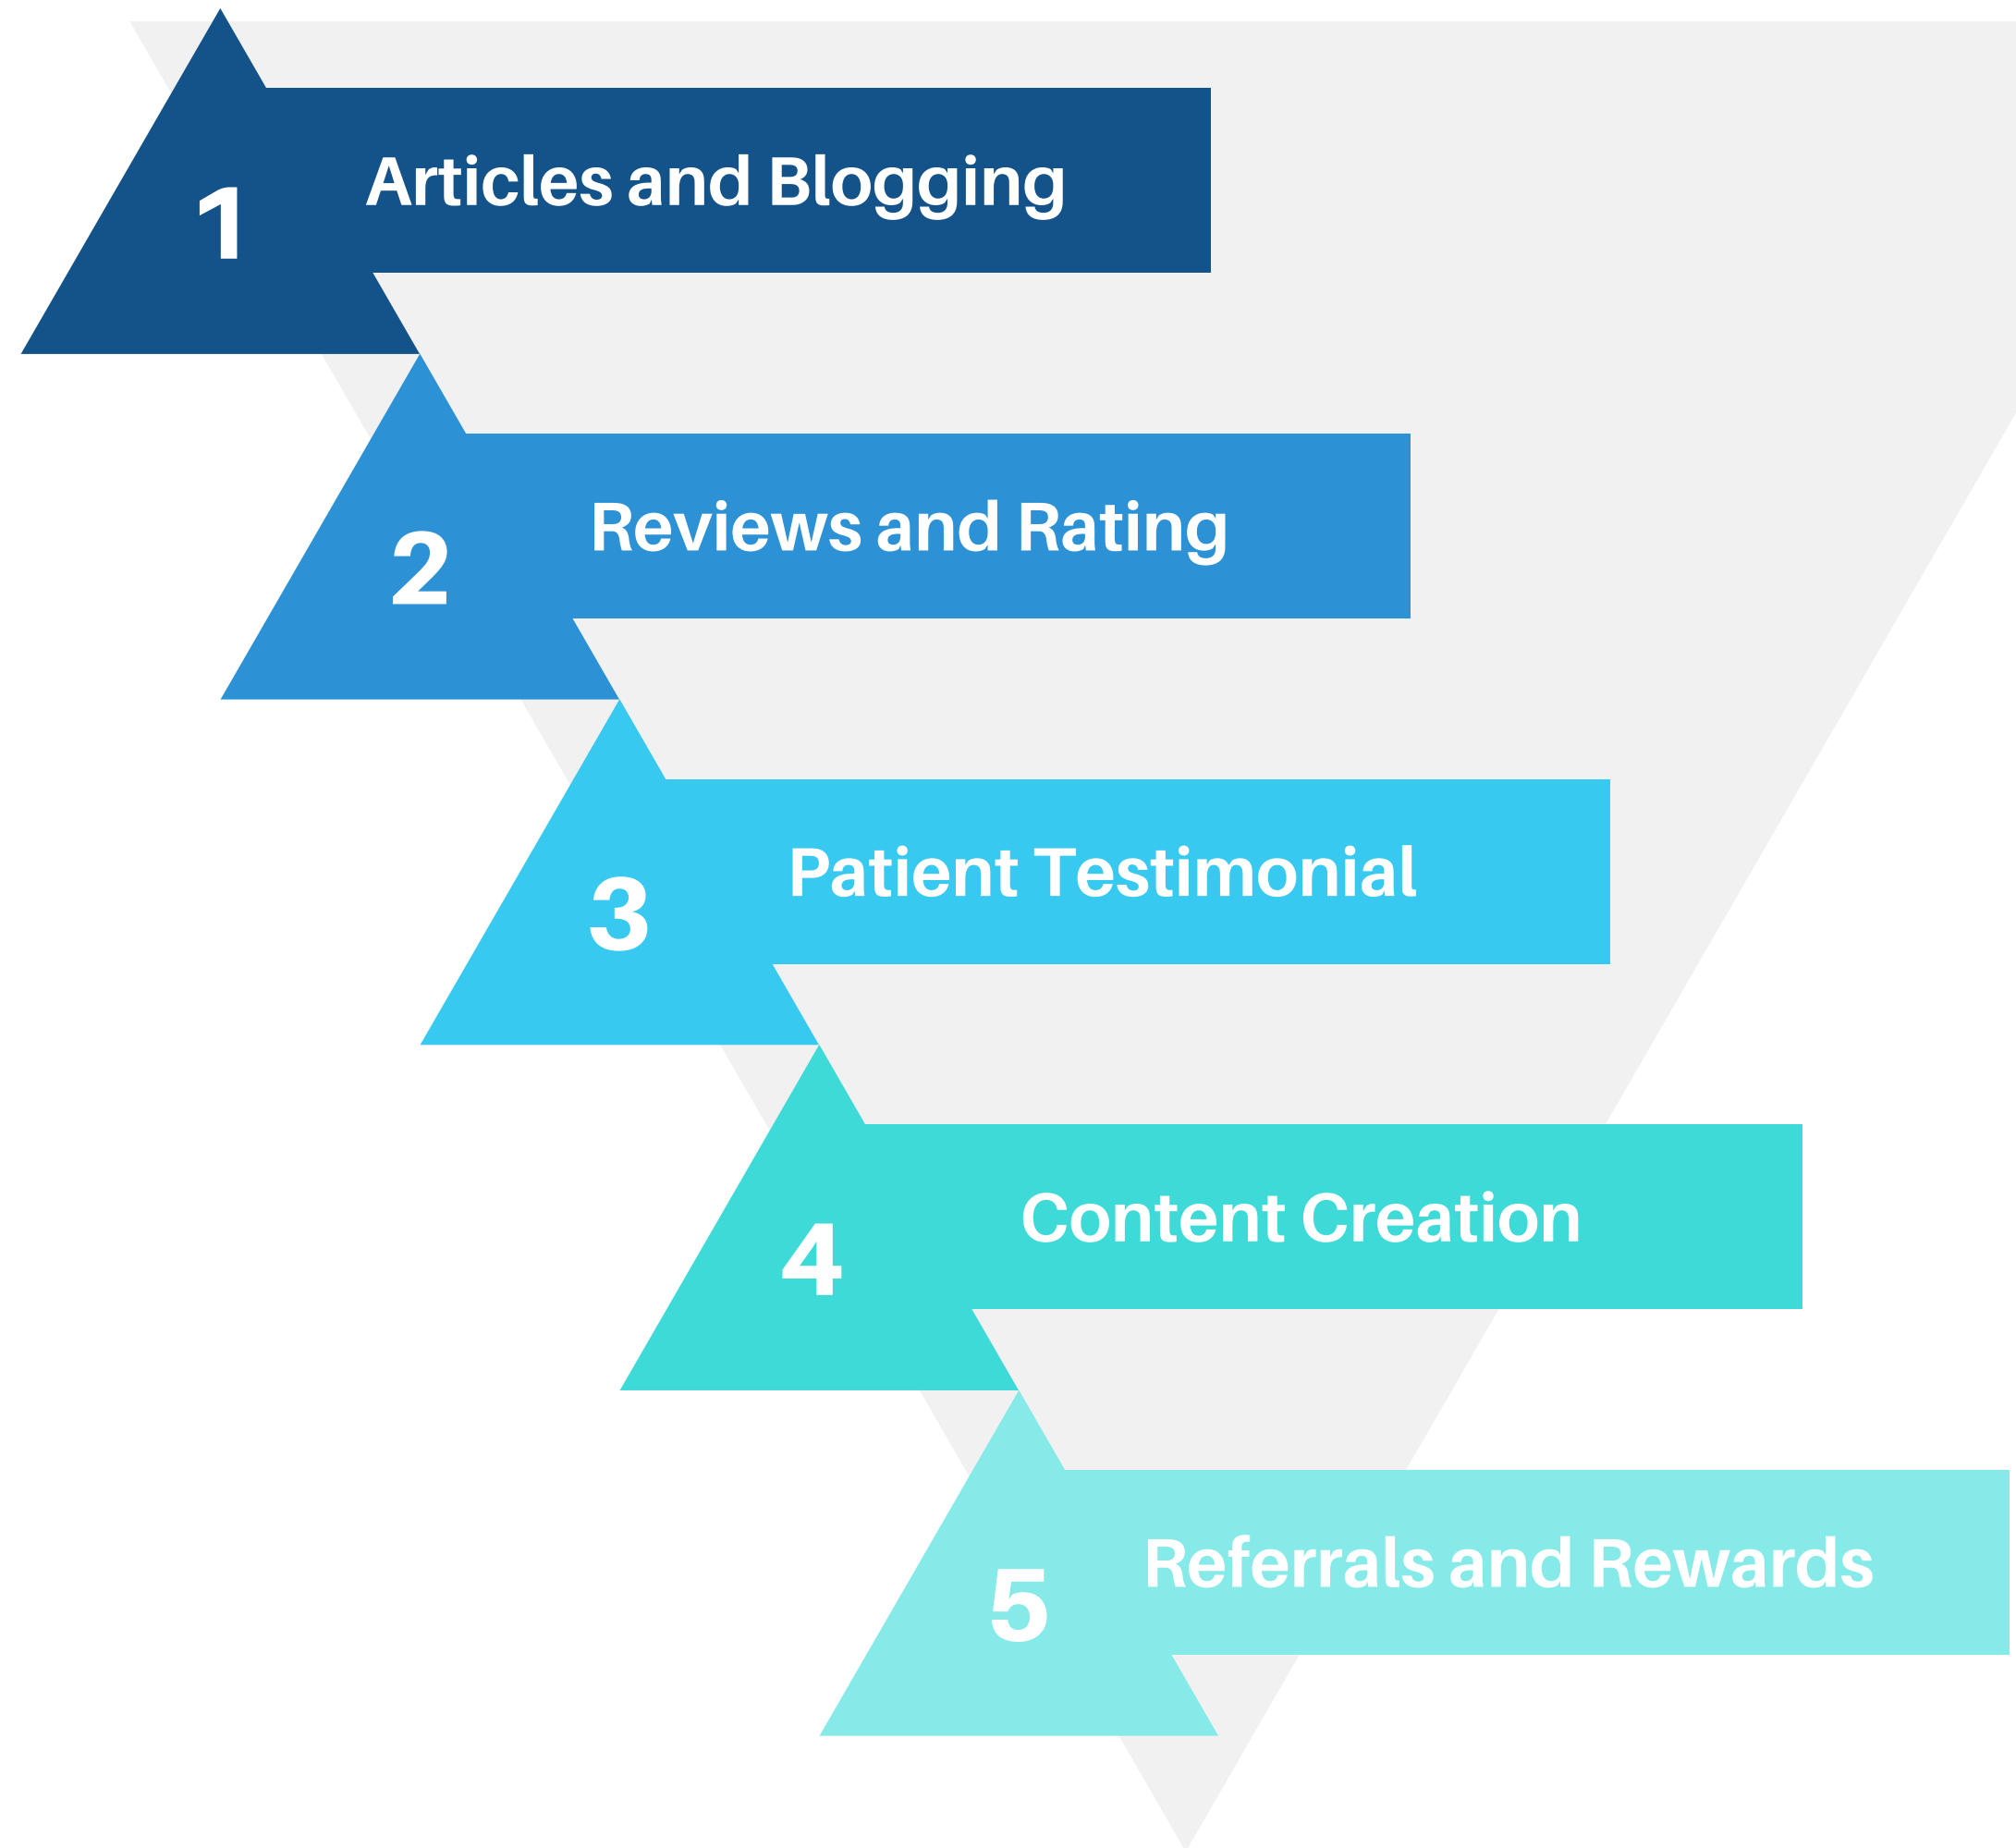 1
Articles and Blogging
2
Reviews and Rating
3
Patient Testimonial
4
Content Creation
5
Referrals and Rewards